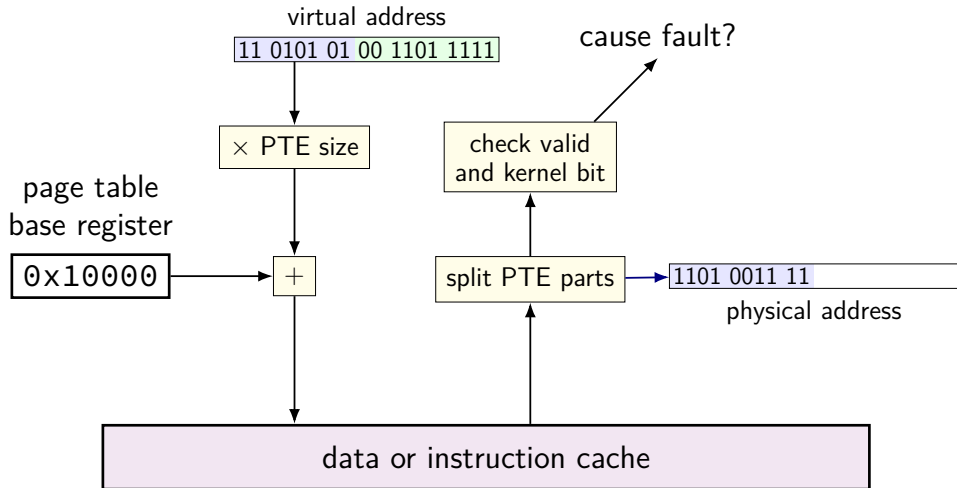 virtual address
11 0101 01 00 1101 1111
cause fault?
× PTE size
check valid
and kernel bit
page table
base register
0x10000
+
split PTE parts
1101 0011 11
physical address
data or instruction cache